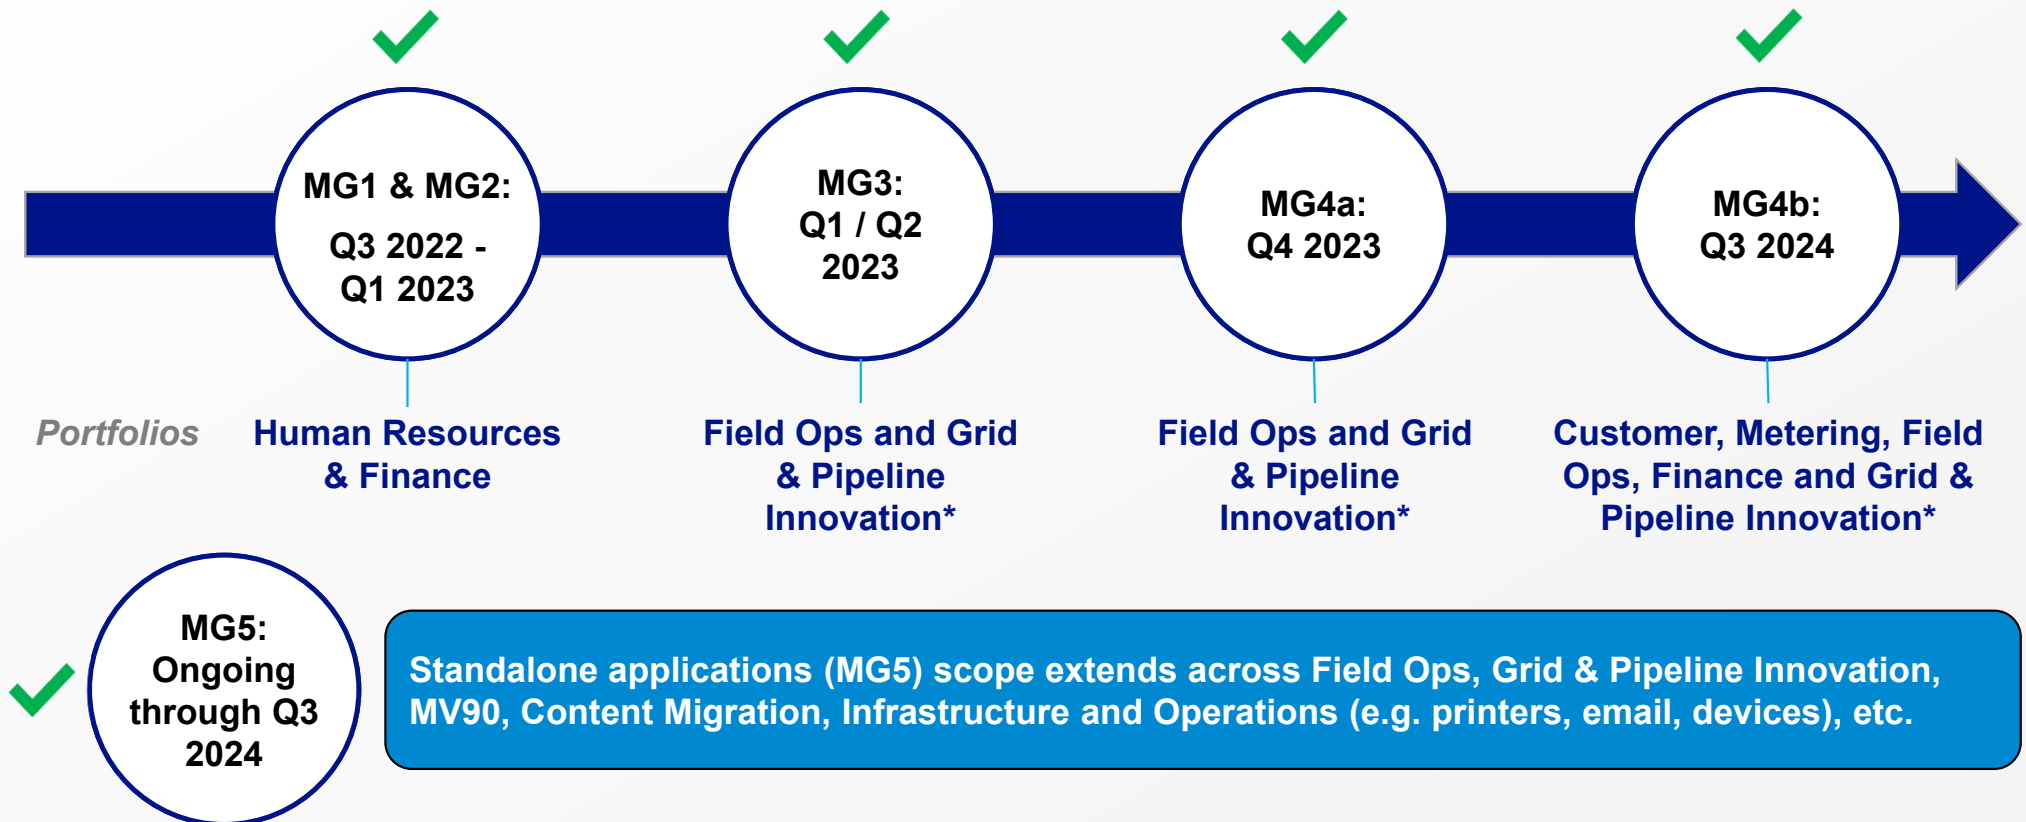 MG1 & MG2:
Q3 2022 -
Q1 2023
MG3:
Q1 / Q2
2023
MG4a:
Q4 2023
MG4b:
Q3 2024
Portfolios
Human Resources
& Finance
Field Ops and Grid
& Pipeline
Innovation*
Field Ops and Grid
& Pipeline
Innovation*
Customer, Metering, Field
Ops, Finance and Grid &
Pipeline Innovation*
MG5:
Ongoing
through Q3
2024
Standalone applications (MG5) scope extends across Field Ops, Grid & Pipeline Innovation,
MV90, Content Migration, Infrastructure and Operations (e.g. printers, email, devices), etc.